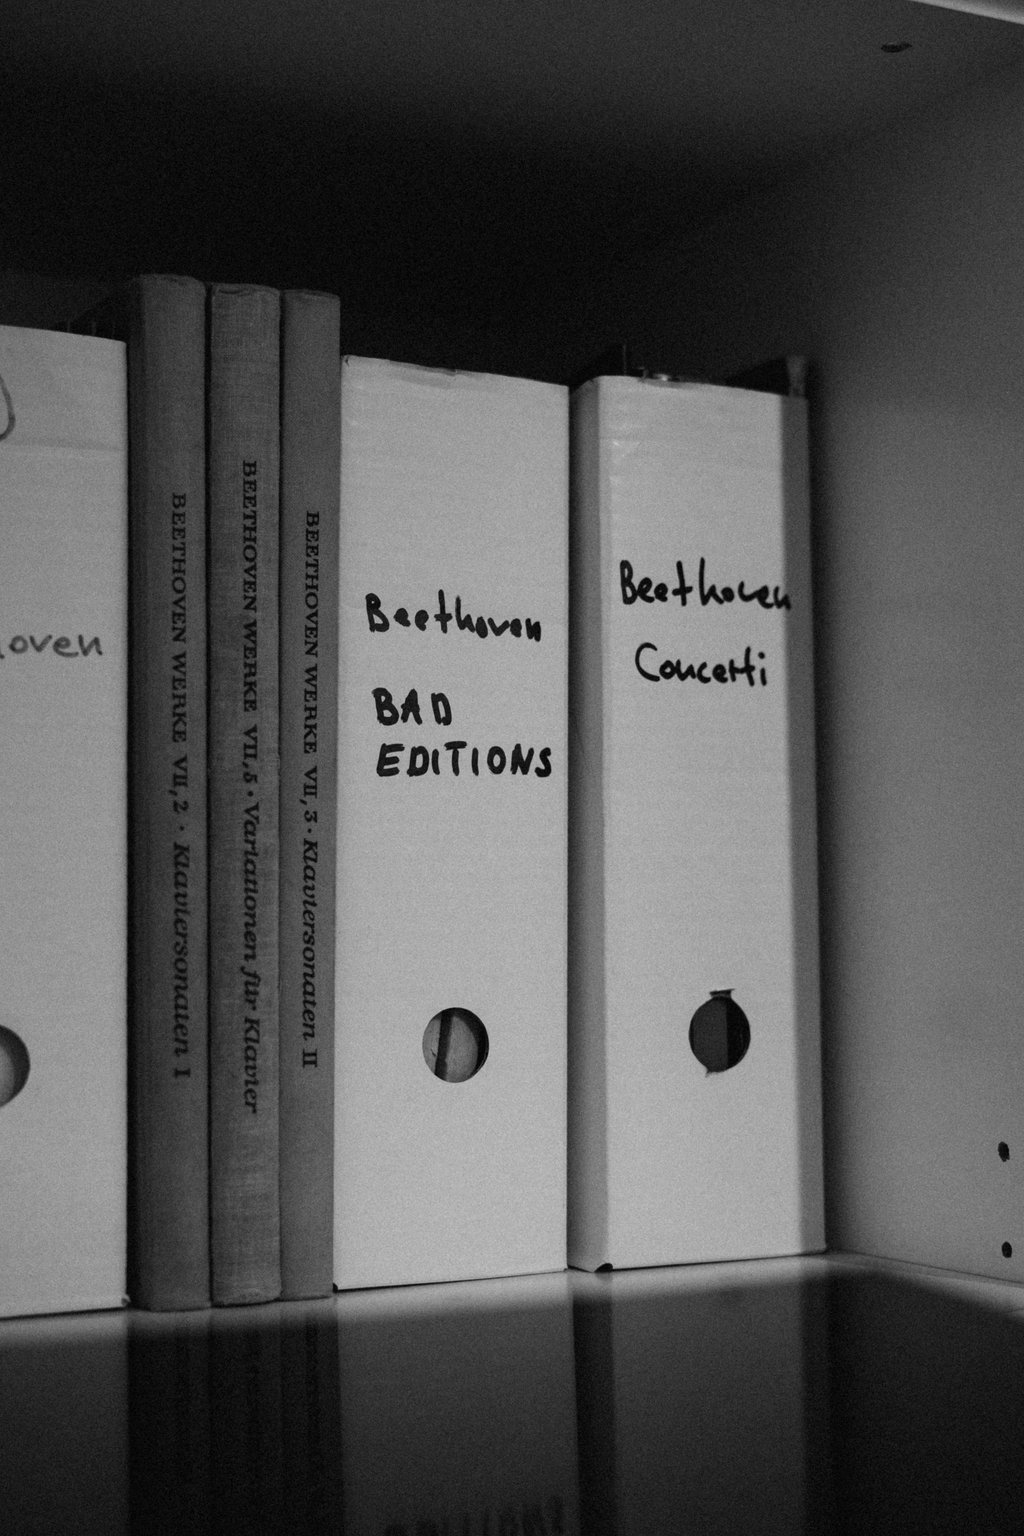 oven
BEETHOVEN WERKE VII, 2 · Klaviersonaten I
BEETHOVEN WERKE VII, 5 · Variationen für Klavier
BEETHOVEN WERKE VII, 3 · Klaviersonaten II
Beethoven
BAD
EDITIONS
Beethoven
Concerti